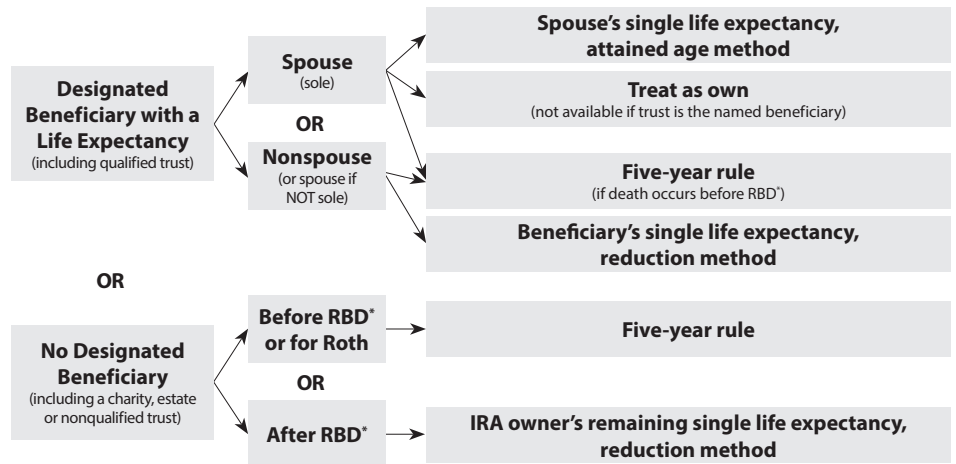 Designated
Beneficiary with a
Life Expectancy
(including qualified trust)
Spouse
(sole)
OR
Nonspouse
(or spouse if
NOT sole)
Spouse’s single life expectancy,
attained age method
Treat as own
(not available if trust is the named beneficiary)
Five-year rule
(if death occurs before RBD*)
Beneficiary’s single life expectancy,
reduction method
OR
No Designated
Beneficiary
(including a charity, estate
or nonqualified trust)
Before RBD*
or for Roth
OR
After RBD*
Five-year rule
IRA owner’s remaining single life expectancy,
reduction method